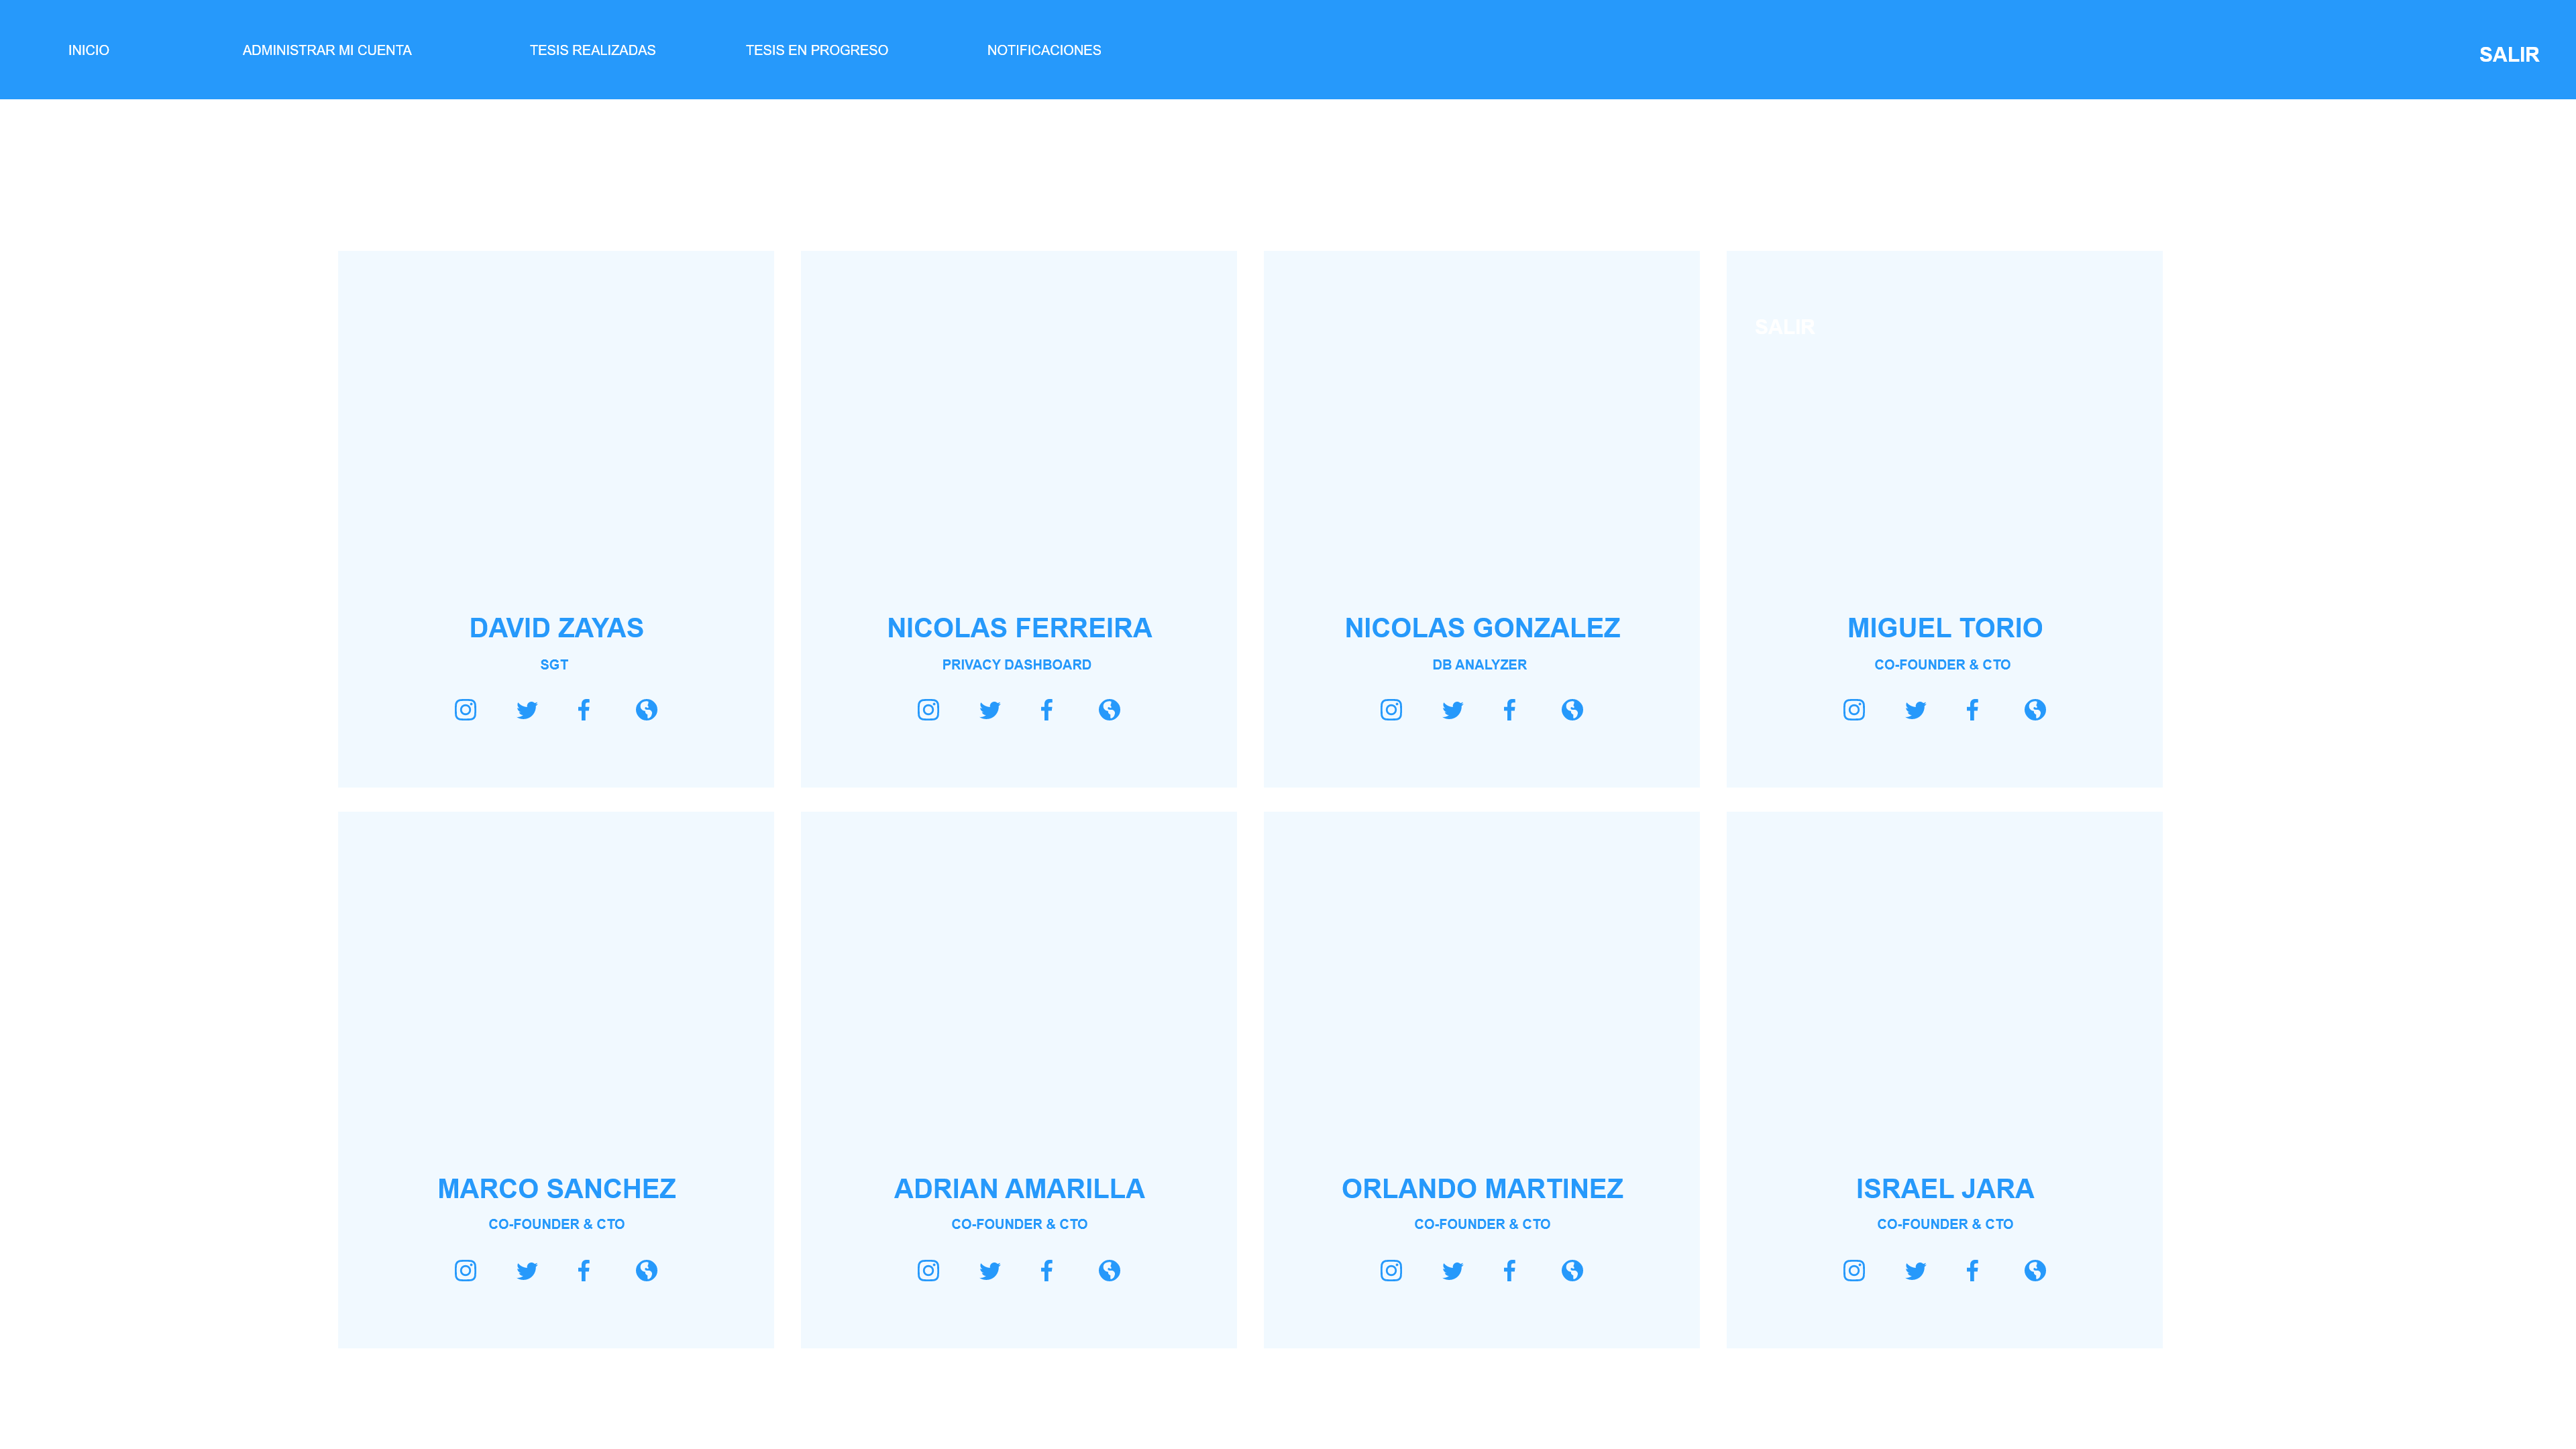 INICIO
ADMINISTRAR MI CUENTA
TESIS REALIZADAS
TESIS EN PROGRESO
NOTIFICACIONES
SALIR
SALIR
DAVID ZAYAS
SGT
NICOLAS FERREIRA
PRIVACY DASHBOARD
NICOLAS GONZALEZ
DB ANALYZER
MIGUEL TORIO
CO-FOUNDER & CTO
MARCO SANCHEZ
CO-FOUNDER & CTO
ADRIAN AMARILLA
CO-FOUNDER & CTO
ORLANDO MARTINEZ
CO-FOUNDER & CTO
ISRAEL JARA
CO-FOUNDER & CTO